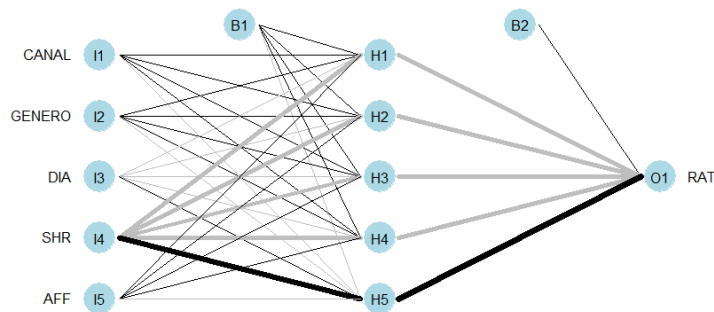 B1 B2
CANAL I1 H1
GENERO I2 H2
DIA I3 H3 O1 RAT
SHR I4 H4
AFF I5 H5